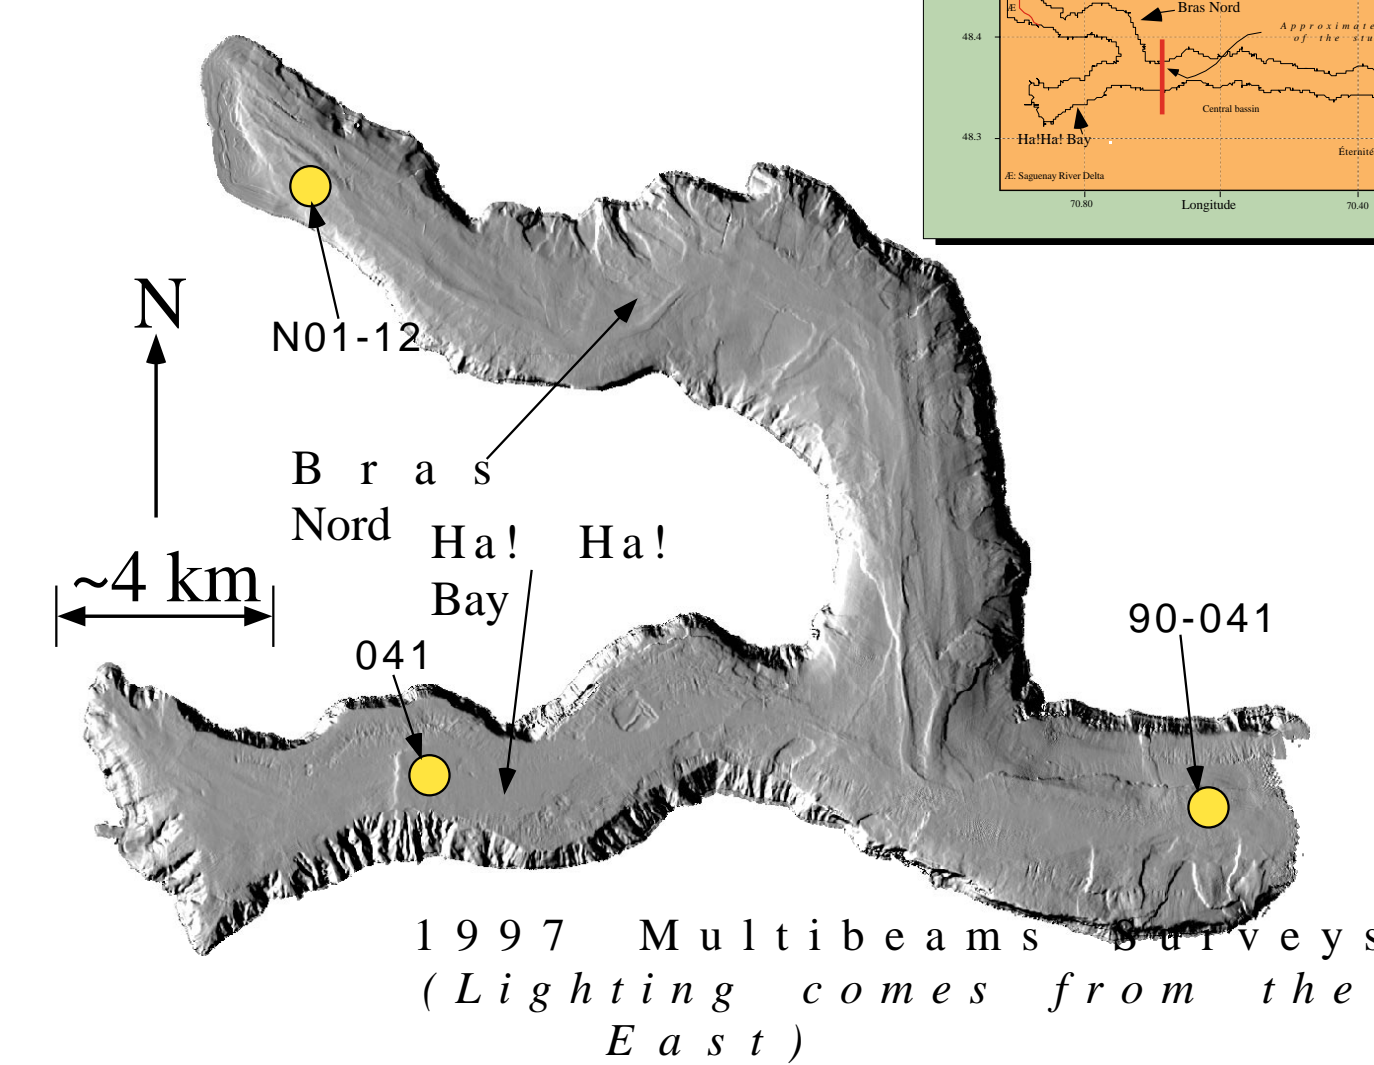 Æ
Bras Nord
Approximate
of the stu
48.4
Central bassin
48.3
Ha!Ha! Bay
Éternité
Æ: Saguenay River Delta
70.80
Longitude
70.40
N
N01-12
Bras
Nord
Ha! Ha!
Bay
~4 km
041
90-041
1997 Multibeams Surveys
(Lighting comes from the
East)